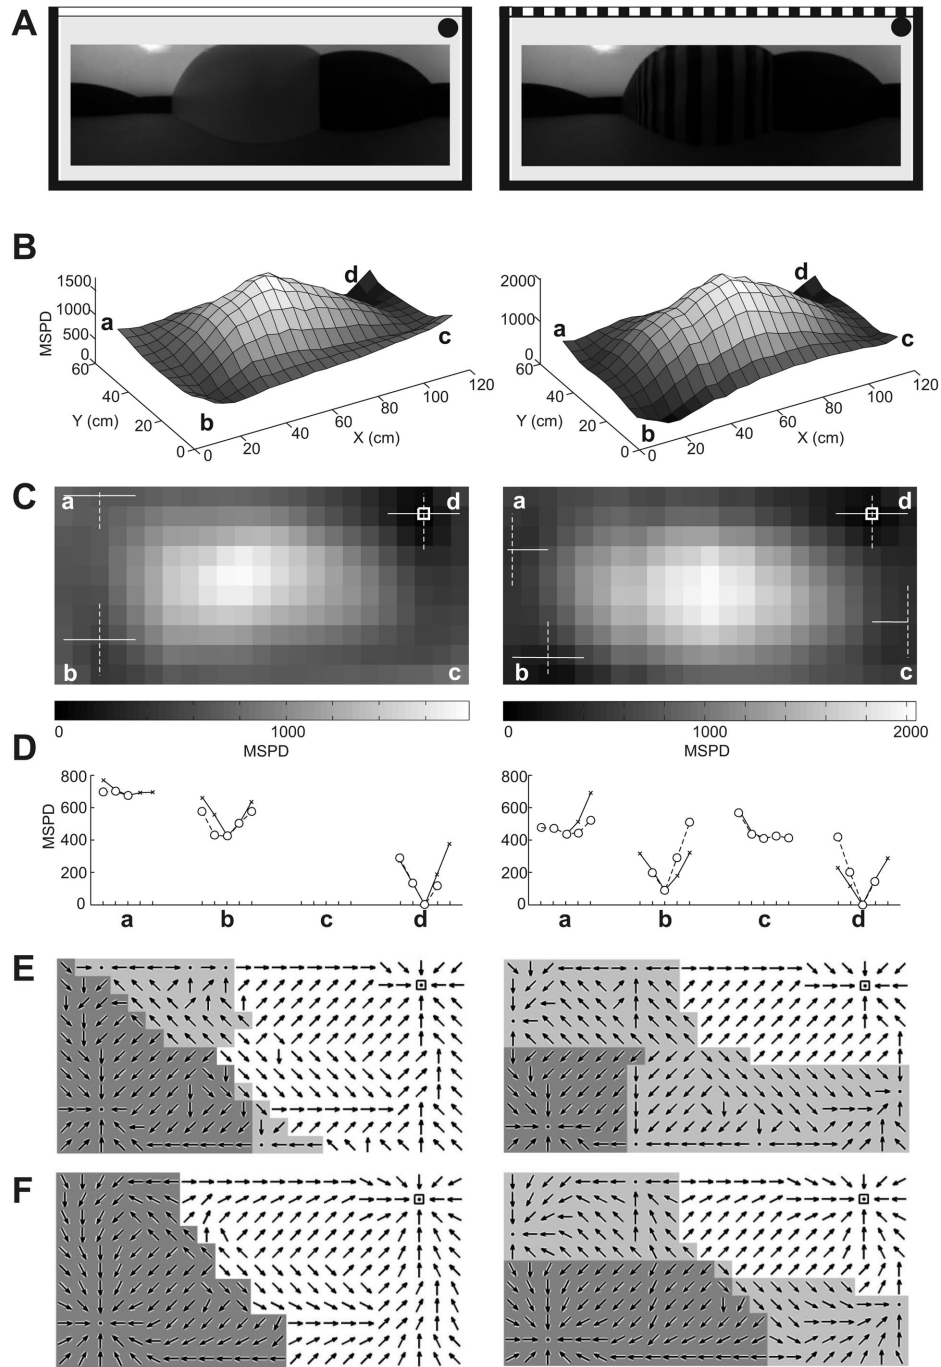 A
B
1500 d 2000 d
1000
a 500 c 1000 a c
MSPD 0 0
60 120 60 120
40 100 40 100
Y (cm) 20 b 80 Y (cm) 20 80
60 X (cm) b 60 X (cm)
40 40
0 0 20 0 0 20
C a d a d
b c b c
0 1000 0 1000 2000
MSPD MSPD
D
800 800
600 600
MSPD
400 400
200 200
0 0
a b c d a b c d
E
F